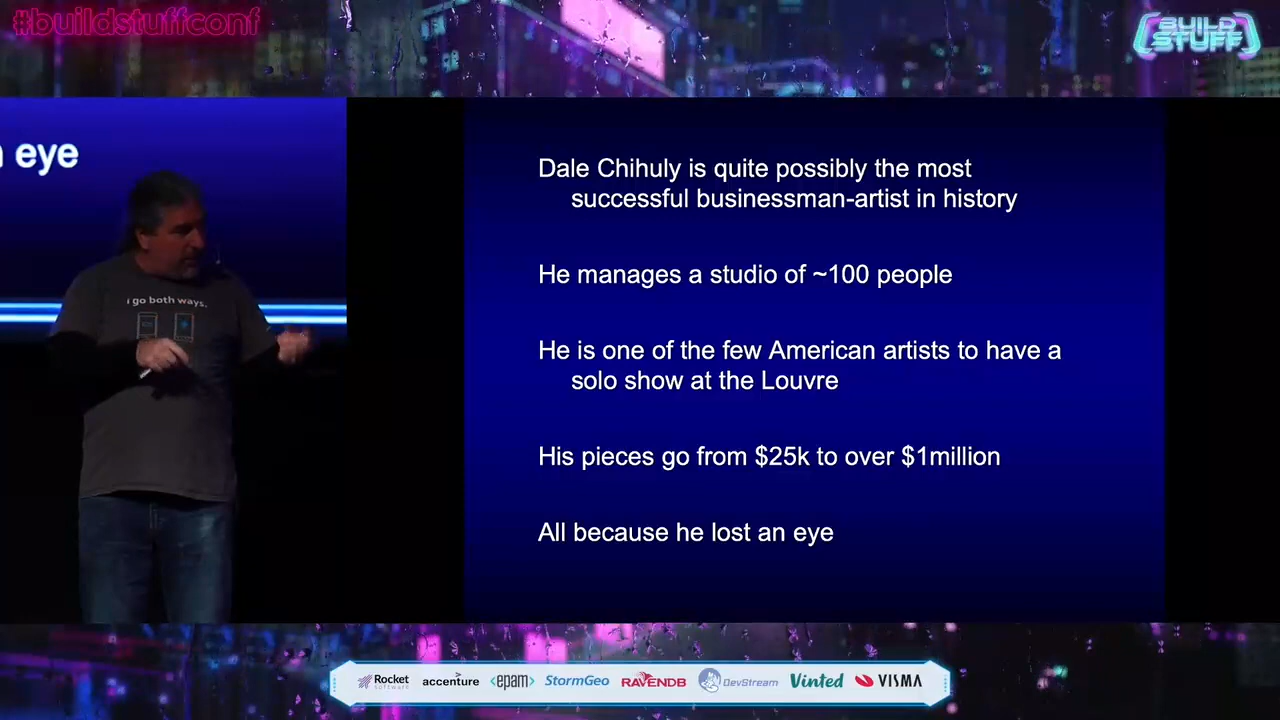 #buildstuffconf
BUILD
STUFF
eye
i go both ways.
Dale Chihuly is quite possibly the most
successful businessman-artist in history
He manages a studio of ~100 people
He is one of the few American artists to have a
solo show at the Louvre
His pieces go from $25k to over $1million
All because he lost an eye
Rocket
software
accenture
<epam>
StormGeo
RAVENDB
DevStream
Vinted
VISMA